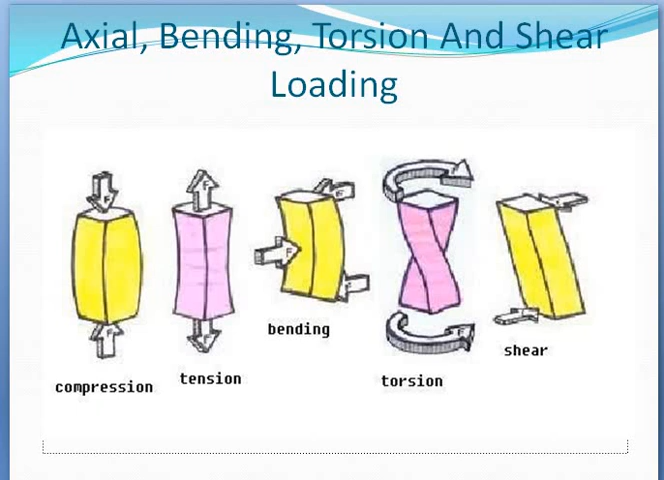 Axial, Bending, Torsion And Shear
Loading
F
F
F
F
bending
shear
tension
torsion
compression